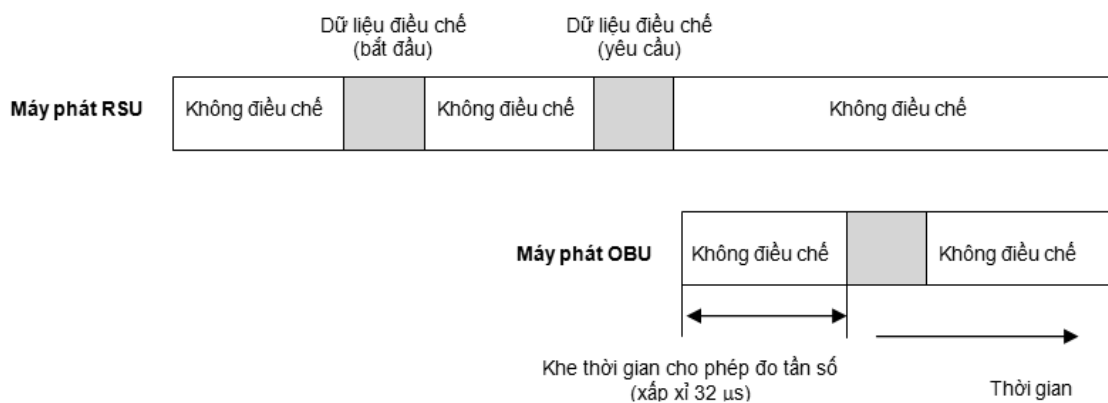 Dữ liệu điều chế
(bắt đầu)
Dữ liệu điều chế
(yêu cầu)
Máy phát RSU
Không điều chế
Không điều chế
Không điều chế
Máy phát OBU
Không điều chế
Không điều chế
Khe thời gian cho phép đo tần số
(xấp xỉ 32 µs)
Thời gian